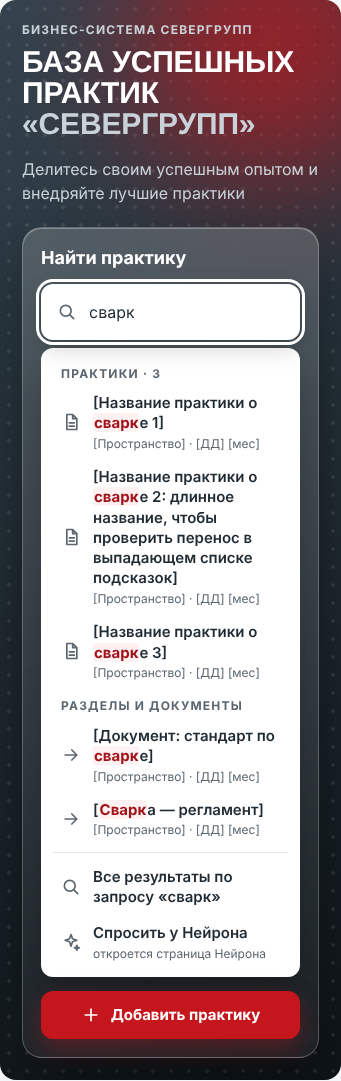 БИЗНЕС-СИСТЕМА СЕВЕРГРУПП
БАЗА УСПЕШНЫХ
ПРАКТИК
«СЕВЕРГРУПП»
Делитесь своим успешным опытом и
внедряйте лучшие практики
Найти практику
сварк
ПРАКТИКИ · 3
[Название практики о
сварке 1]
[Пространство] · [ДД] [мес]
[Название практики о
сварке 2: длинное
название, чтобы
проверить перенос в
выпадающем списке
подсказок]
[Пространство] · [ДД] [мес]
[Название практики о
сварке 3]
[Пространство] · [ДД] [мес]
РАЗДЕЛЫ И ДОКУМЕНТЫ
[Документ: стандарт по
сварке]
[Пространство] · [ДД] [мес]
[Сварка — регламент]
[Пространство] · [ДД] [мес]
Все результаты по
запросу «сварк»
Спросить у Нейрона
откроется страница Нейрона
Добавить практику